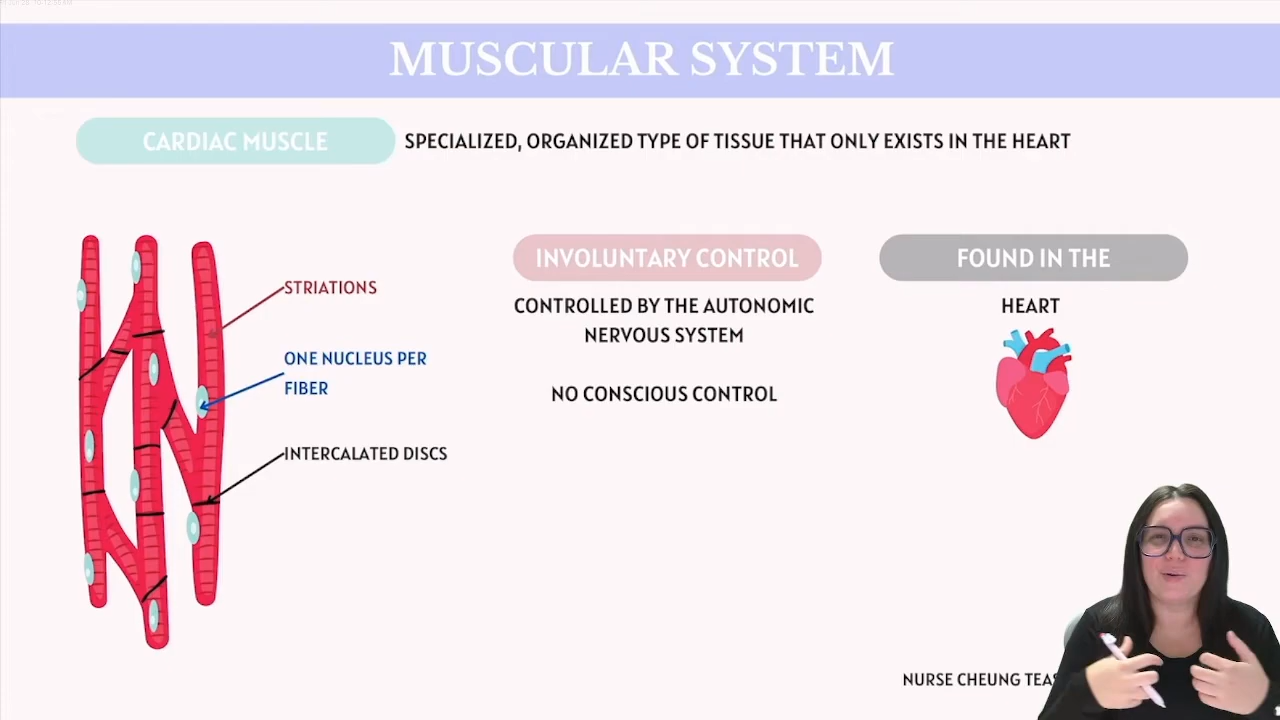 MUSCULAR SYSTEM
CARDIAC MUSCLE
SPECIALIZED, ORGANIZED TYPE OF TISSUE THAT ONLY EXISTS IN THE HEART
STRIATIONS
ONE NUCLEUS PER
FIBER
INTERCALATED DISCS
INVOLUNTARY CONTROL
CONTROLLED BY THE AUTONOMIC
NERVOUS SYSTEM
NO CONSCIOUS CONTROL
FOUND IN THE
HEART
NURSE CHEUNG TEAS